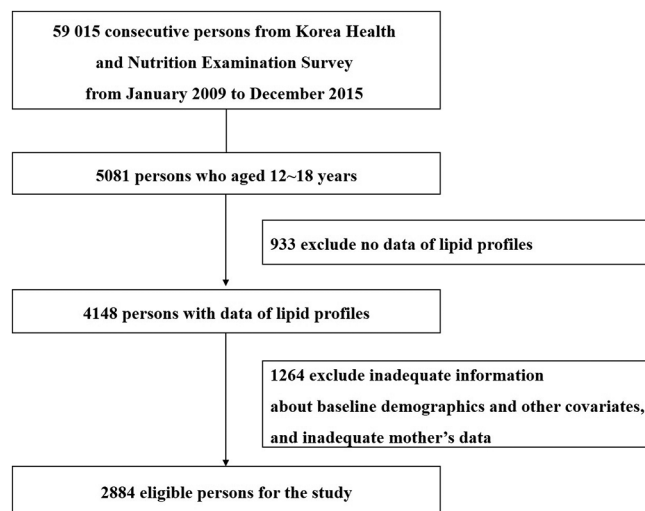 59 015 consecutive persons from Korea Health
and Nutrition Examination Survey
from January 2009 to December 2015
5081 persons who aged 12~18 years
933 exclude no data of lipid profiles
4148 persons with data of lipid profiles
1264 exclude inadequate information
about baseline demographics and other covariates,
and inadequate mother's data
2884 eligible persons for the study